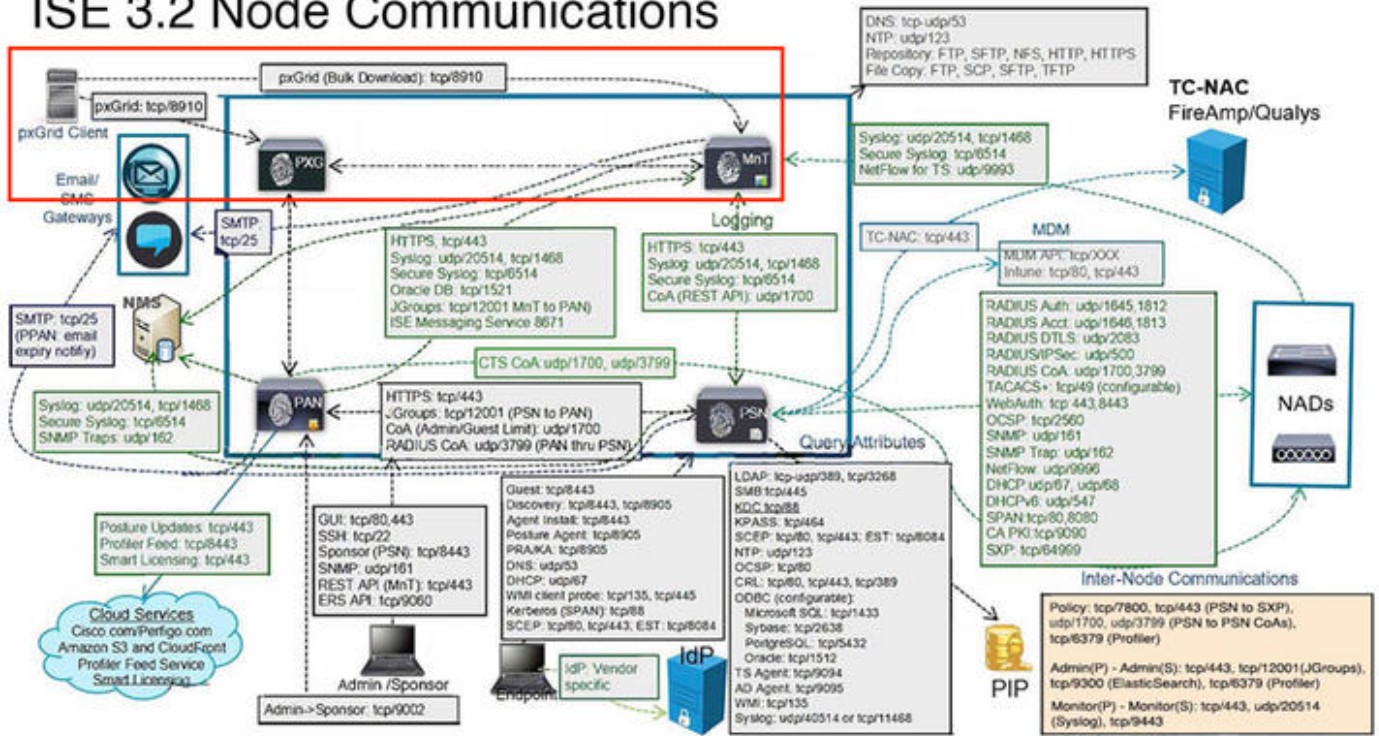 ISE 3.2 Node Communications
DNS: tcp-udp/53
NTP: udp/123
Repository: FTP, SFTP, NFS, HTTP, HTTPS
File Copy: FTP, SCP, SFTP, TFTP
pxGrid (Bulk Download): tcp/8910
pxGrid: tcp/8910
pxGrid Client
PXG
MnT
TC-NAC
FireAmp/Qualys
Syslog: udp/20514, tcp/1468
Secure Syslog: tcp/6514
NetFlow for TS: udp/9993
Email/
SMS
Gateways
SMTP:
tcp/25
Logging
HTTPS, tcp/443
Syslog: udp/20514, tcp/1468
Secure Syslog: tcp/6514
Oracle DB: tcp/1521
JGroups: tcp/12001 MnT to PAN)
ISE Messaging Service 8671
HTTPS: tcp/443
Syslog: udp/20514, tcp/1468
Secure Syslog: tcp/6514
CoA (REST API): udp/1700
TC-NAC: tcp/443
MDM
MDM API: tcp/XXX
Intune: tcp/80, tcp/443
NMS
SMTP: tcp/25
(PPAN: email
expiry notifiy)
CTS CoA:udp/1700, udp/3799
RADIUS Auth: udp/1645,1812
RADIUS Acct: udp/1646,1813
RADIUS DTLS: udp/2083
RADIUS/IPSec: udp/500
RADIUS CoA: udp/1700,3799
TACACS+: tcp/49 (configurable)
WebAuth: tcp 443,8443
OCSP: tcp/2560
SNMP: udp/161
SNMP Trap: udp/162
NetFlow: udp/9996
DHCP:udp/67, udp/68
DHCPv6: udp/547
SPAN:tcp/80,8080
CA PKI:tcp/9090
SXP: tcp/64999
NADs
PAN
HTTPS: tcp/443
JGroups: tcp/12001 (PSN to PAN)
CoA (Admin/Guest Limit): udp/1700
RADIUS CoA: udp/3799 (PAN thru PSN)
PSN
Query Attributes
Syslog: udp/20514, tcp/1468
Secure Syslog: tcp/6514
SNMP Traps: udp/162
Posture Updates: tcp/443
Profiler Feed: tcp/8443
Smart Licensing: tcp/443
Cloud Services
Cisco.com/Perfigo.com
Amazon S3 and CloudFront
Profiler Feed Service
Smart Licensing
GUI: tcp/80,443
SSH: tcp/22
Sponsor (PSN): tcp/8443
SNMP: udp/161
REST API (MnT): tcp/443
ERS API: tcp/9060
Admin /Sponsor
Admin->Sponsor: tcp/9002
Guest: tcp/8443
Discovery: tcp/8443, tcp/8905
Agent Install: tcp/8443
Posture Agent: tcp/8905
PRA/KA: tcp/8905
DNS: udp/53
DHCP: udp/67
WMI client probe: tcp/135, tcp/445
Kerberos (SPAN): tcp/88
SCEP: tcp/80, tcp/443; EST: tcp/8084
Endpoint
IdP: Vendor
specific
IdP
LDAP: tcp-udp/389, tcp/3268
SMB:tcp/445
KDC:tcp/88
KPASS: tcp/464
SCEP: tcp/80, tcp/443; EST: tcp/8084
NTP: udp/123
OCSP: tcp/80
CRL: tcp/80, tcp/443, tcp/389
ODBC (configurable):
Microsoft SQL: tcp/1433
Sybase: tcp/2638
PortgreSQL: tcp/5432
Oracle: tcp/1512
TS Agent: tcp/9094
AD Agent: tcp/9095
WMI: tcp/135
Syslog: udp/40514 or tcp/11468
PIP
Inter-Node Communications
Policy: tcp/7800, tcp/443 (PSN to SXP),
udp/1700, udp/3799 (PSN to PSN CoAs),
tcp/6379 (Profiler)
Admin(P) - Admin(S): tcp/443, tcp/12001(JGroups),
tcp/9300 (ElasticSearch), tcp/6379 (Profiler)
Monitor(P) - Monitor(S): tcp/443, udp/20514
(Syslog), tcp/9443